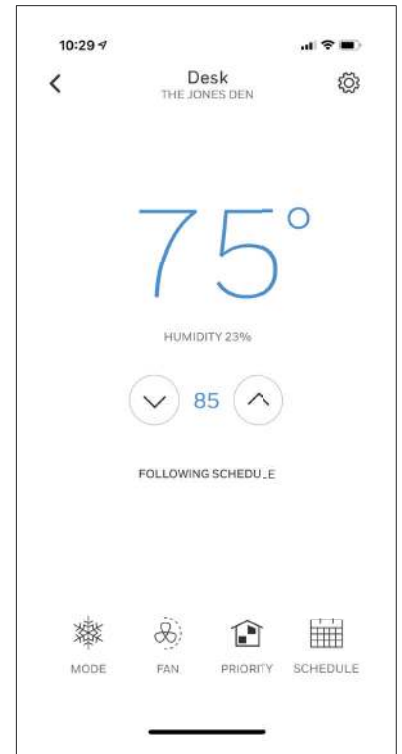 10:29
Desk
THE JONES DEN
75°
HUMIDITY 23%
85
FOLLOWING SCHEDULE
MODE FAN PRIORITY SCHEDULE